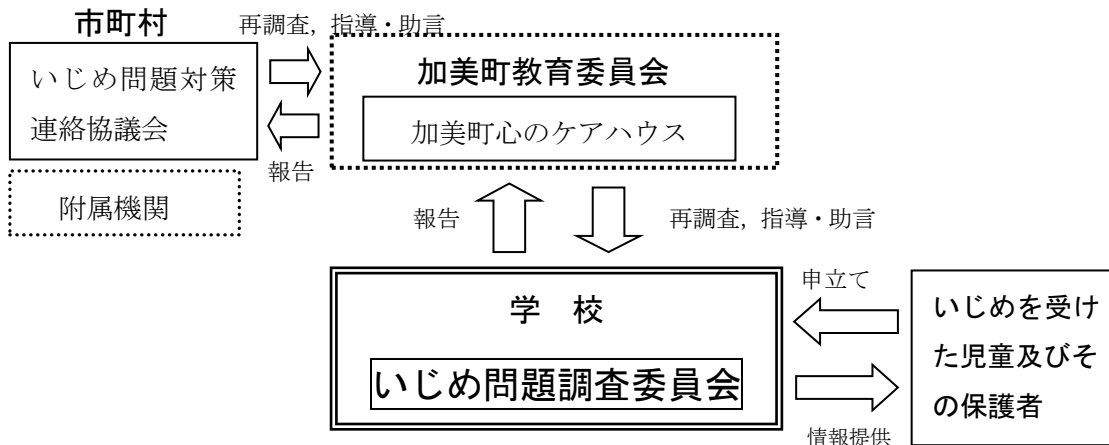 市町村
再調査，指導・助言
いじめ問題対策
連絡協議会
加美町教育委員会
加美町心のケアハウス
報告
附属機関
報告
再調査，指導・助言
学　校
いじめ問題調査委員会
申立て
いじめを受け
た児童及びそ
の保護者
情報提供